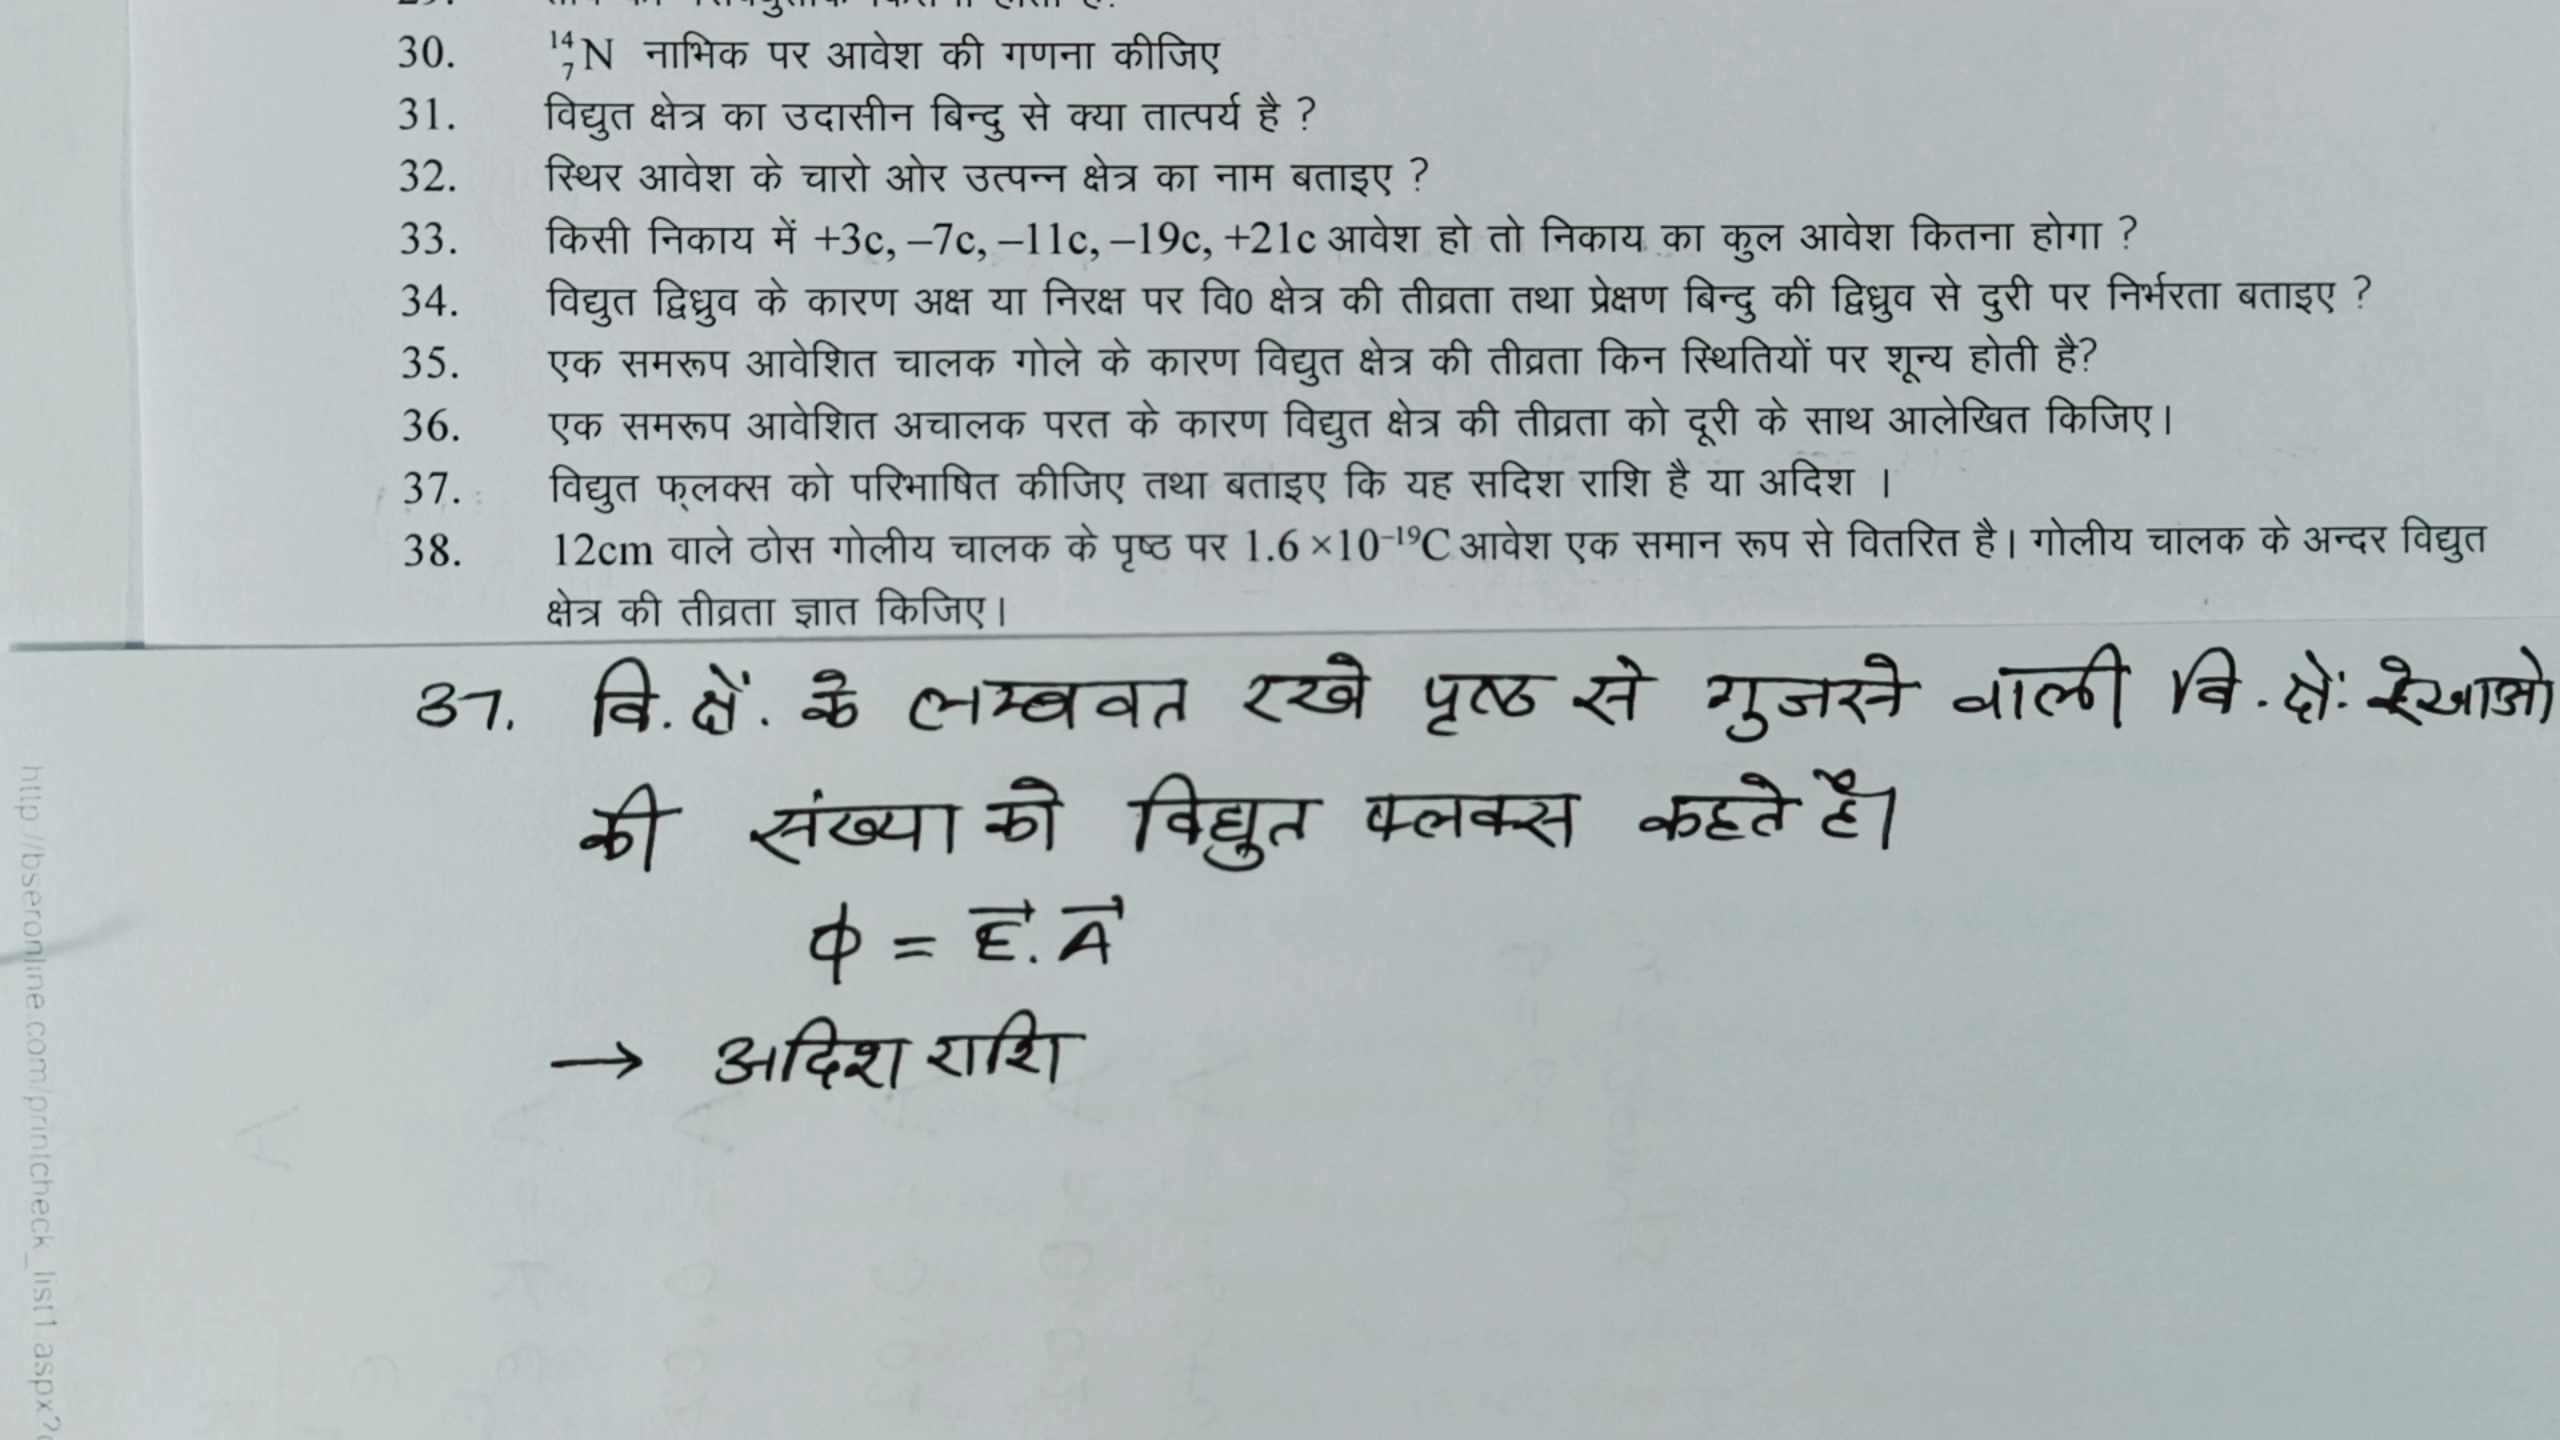 30. ¹⁴₇N नाभिक पर आवेश की गणना कीजिए
31. विद्युत क्षेत्र का उदासीन बिन्दु से क्या तात्पर्य है ?
32. स्थिर आवेश के चारो ओर उत्पन्न क्षेत्र का नाम बताइए ?
33. किसी निकाय में +3c, –7c, –11c, –19c, +21c आवेश हो तो निकाय का कुल आवेश कितना होगा ?
34. विद्युत द्विध्रुव के कारण अक्ष या निरक्ष पर वि0 क्षेत्र की तीव्रता तथा प्रेक्षण बिन्दु की द्विध्रुव से दुरी पर निर्भरता बताइए ?
35. एक समरूप आवेशित चालक गोले के कारण विद्युत क्षेत्र की तीव्रता किन स्थितियों पर शून्य होती है?
36. एक समरूप आवेशित अचालक परत के कारण विद्युत क्षेत्र की तीव्रता को दूरी के साथ आलेखित किजिए।
37. विद्युत फ्लक्स को परिभाषित कीजिए तथा बताइए कि यह सदिश राशि है या अदिश ।
38. 12cm वाले ठोस गोलीय चालक के पृष्ठ पर 1.6 ×10⁻¹⁹C आवेश एक समान रूप से वितरित है। गोलीय चालक के अन्दर विद्युत
क्षेत्र की तीव्रता ज्ञात किजिए।
37. वि. क्षे. के लम्बवत रखे पृष्ठ से गुजरने वाली वि. क्षे. रेखाओ
की संख्या को विद्युत फ्लक्स कहते है।
ϕ = E⃗.A⃗
→ अदिश राशि
http://bseronline.com/printcheck_list1.aspx?